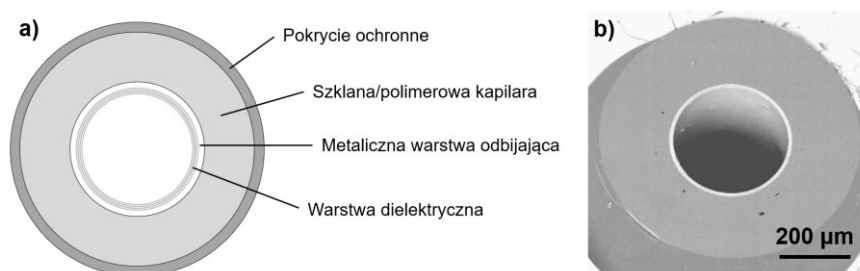 a)
Pokrycie ochronne
Szklana/polimerowa kapilara
Metaliczna warstwa odbijająca
Warstwa dielektryczna
b)
200 µm